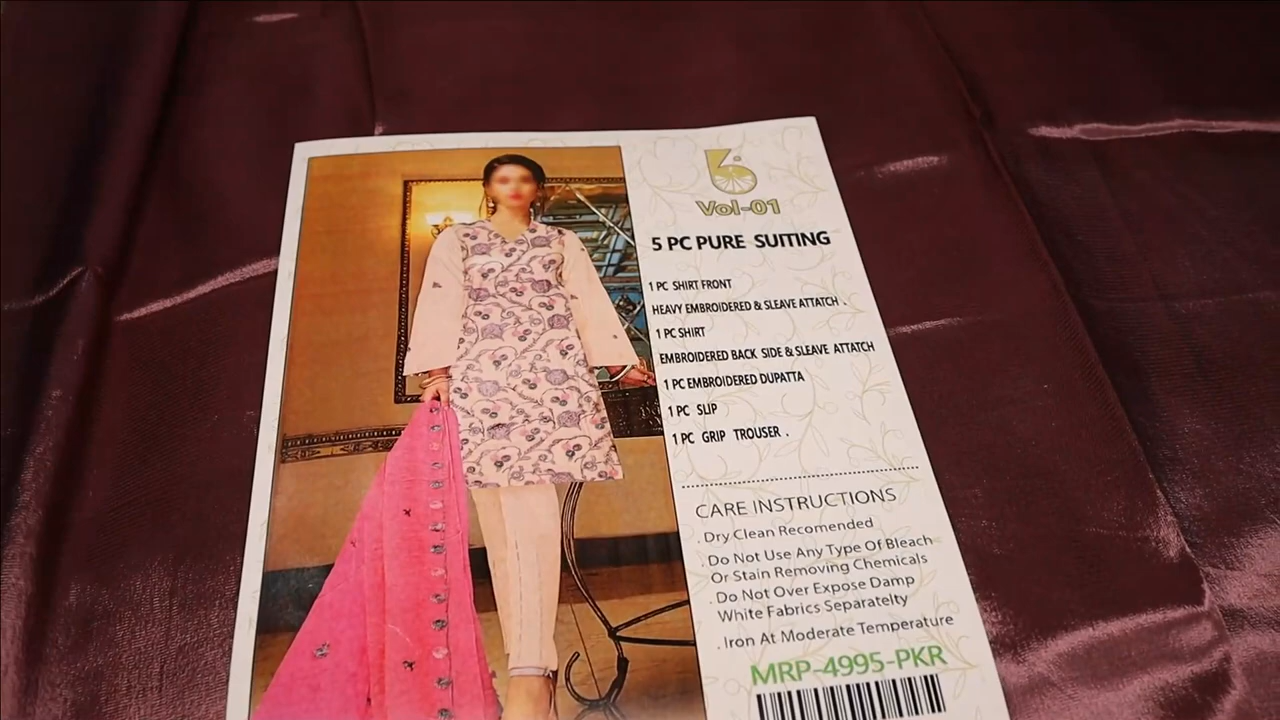 Vol-01
5 PC PURE SUITING
1 PC SHIRT FRONT
HEAVY EMBROIDERED & SLEAVE ATTATCH .
1 PC SHIRT
EMBROIDERED BACK SIDE & SLEAVE ATTATCH
1 PC EMBROIDERED DUPATTA
1 PC SLIP
1 PC GRIP TROUSER .
CARE INSTRUCTIONS
. Dry Clean Recomended
. Do Not Use Any Type Of Bleach
Or Stain Removing Chemicals
. Do Not Over Expose Damp
White Fabrics Separatelty
. Iron At Moderate Temperature
MRP-4995-PKR